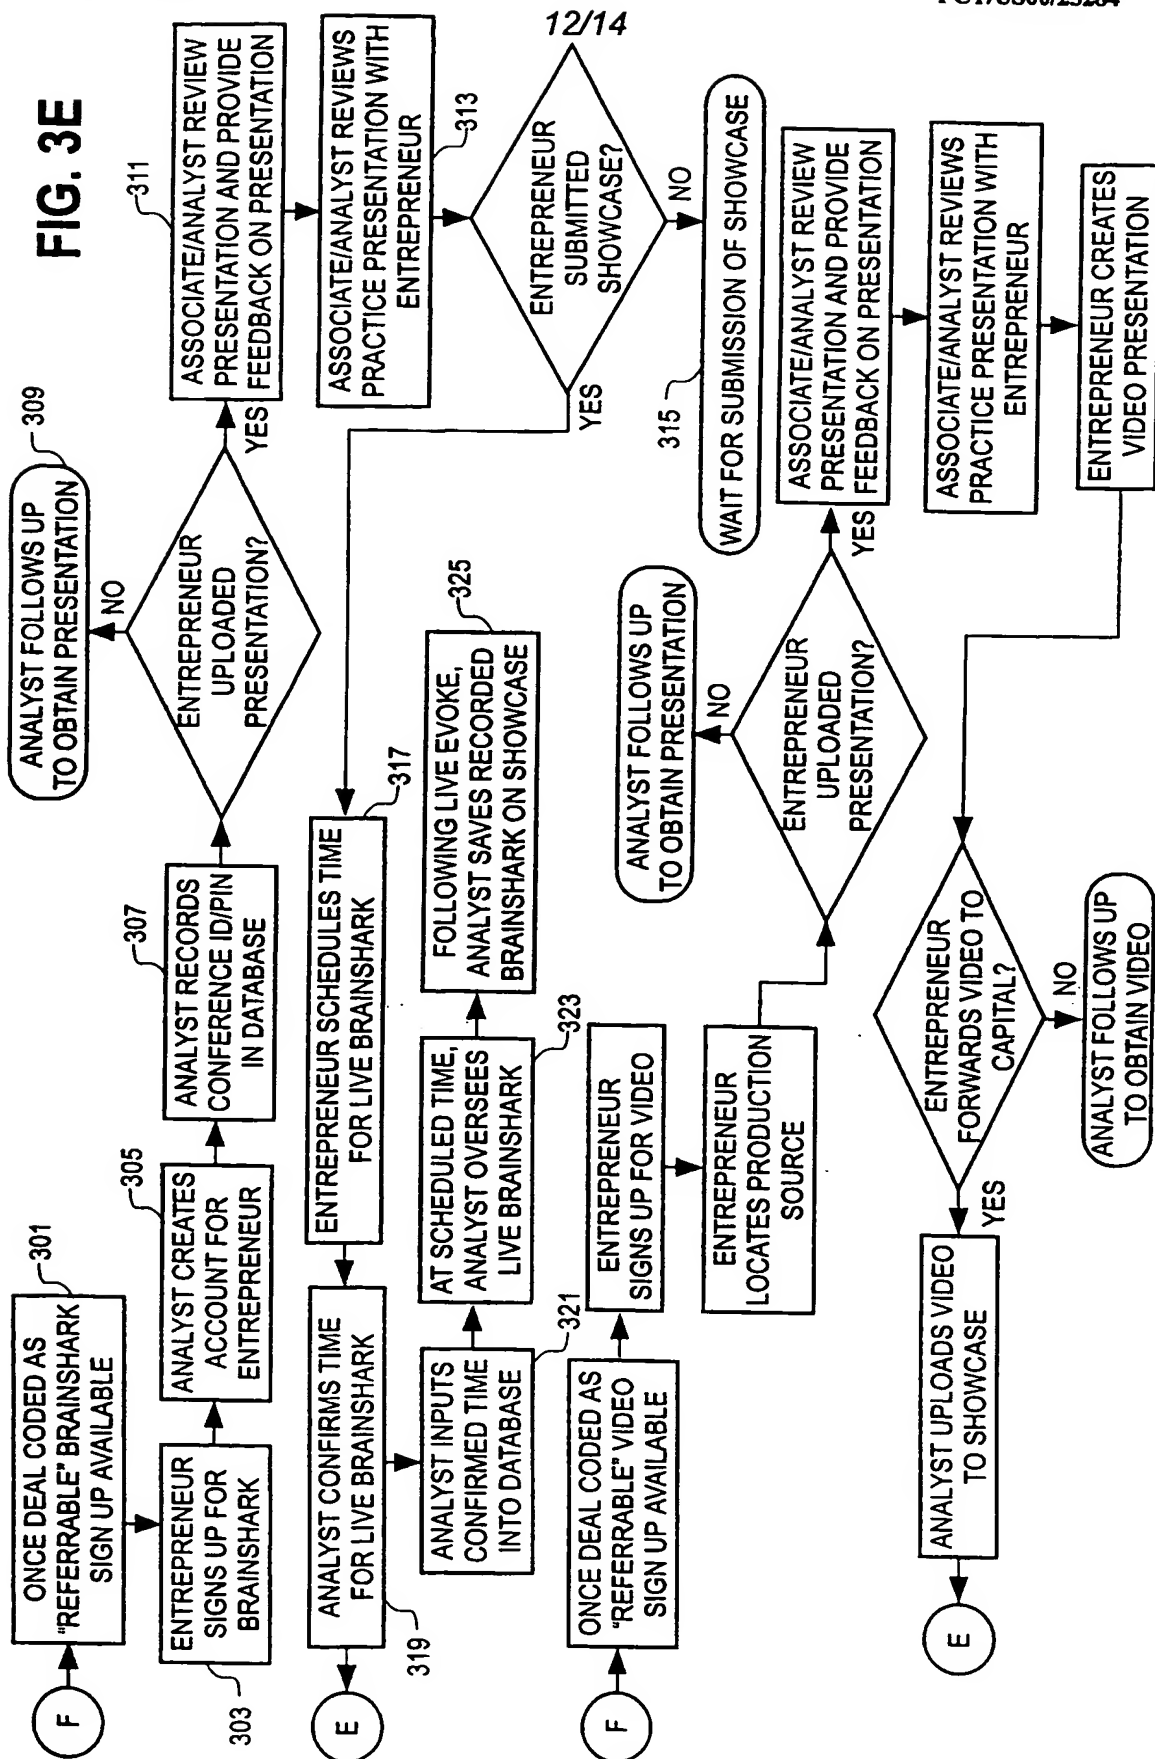 12/14
FIG. 3E
F
ONCE DEAL CODED AS
"REFERRABLE" BRAINSHARK
SIGN UP AVAILABLE
301
ENTREPRENEUR
SIGNS UP FOR
BRAINSHARK
303
ANALYST CREATES
ACCOUNT FOR
ENTREPRENEUR
305
ANALYST RECORDS
CONFERENCE ID/PIN
IN DATABASE
307
ENTREPRENEUR
UPLOADED
PRESENTATION?
NO
ANALYST FOLLOWS UP
TO OBTAIN PRESENTATION
309
YES
ASSOCIATE/ANALYST REVIEW
PRESENTATION AND PROVIDE
FEEDBACK ON PRESENTATION
311
ASSOCIATE/ANALYST REVIEWS
PRACTICE PRESENTATION WITH
ENTREPRENEUR
313
ENTREPRENEUR
SUBMITTED
SHOWCASE?
NO
WAIT FOR SUBMISSION OF SHOWCASE
315
YES
ENTREPRENEUR SCHEDULES TIME
FOR LIVE BRAINSHARK
317
ANALYST CONFIRMS TIME
FOR LIVE BRAINSHARK
319
E
ANALYST INPUTS
CONFIRMED TIME
INTO DATABASE
321
AT SCHEDULED TIME,
ANALYST OVERSEES
LIVE BRAINSHARK
323
FOLLOWING LIVE EVOKE,
ANALYST SAVES RECORDED
BRAINSHARK ON SHOWCASE
325
F
ONCE DEAL CODED AS
"REFERRABLE" VIDEO
SIGN UP AVAILABLE
ENTREPRENEUR
SIGNS UP FOR VIDEO
ENTREPRENEUR
LOCATES PRODUCTION
SOURCE
ENTREPRENEUR
UPLOADED
PRESENTATION?
NO
ANALYST FOLLOWS UP
TO OBTAIN PRESENTATION
YES
ASSOCIATE/ANALYST REVIEW
PRESENTATION AND PROVIDE
FEEDBACK ON PRESENTATION
ASSOCIATE/ANALYST REVIEWS
PRACTICE PRESENTATION WITH
ENTREPRENEUR
ENTREPRENEUR CREATES
VIDEO PRESENTATION
ENTREPRENEUR
FORWARDS VIDEO TO
CAPITAL?
NO
ANALYST FOLLOWS UP
TO OBTAIN VIDEO
YES
ANALYST UPLOADS VIDEO
TO SHOWCASE
E